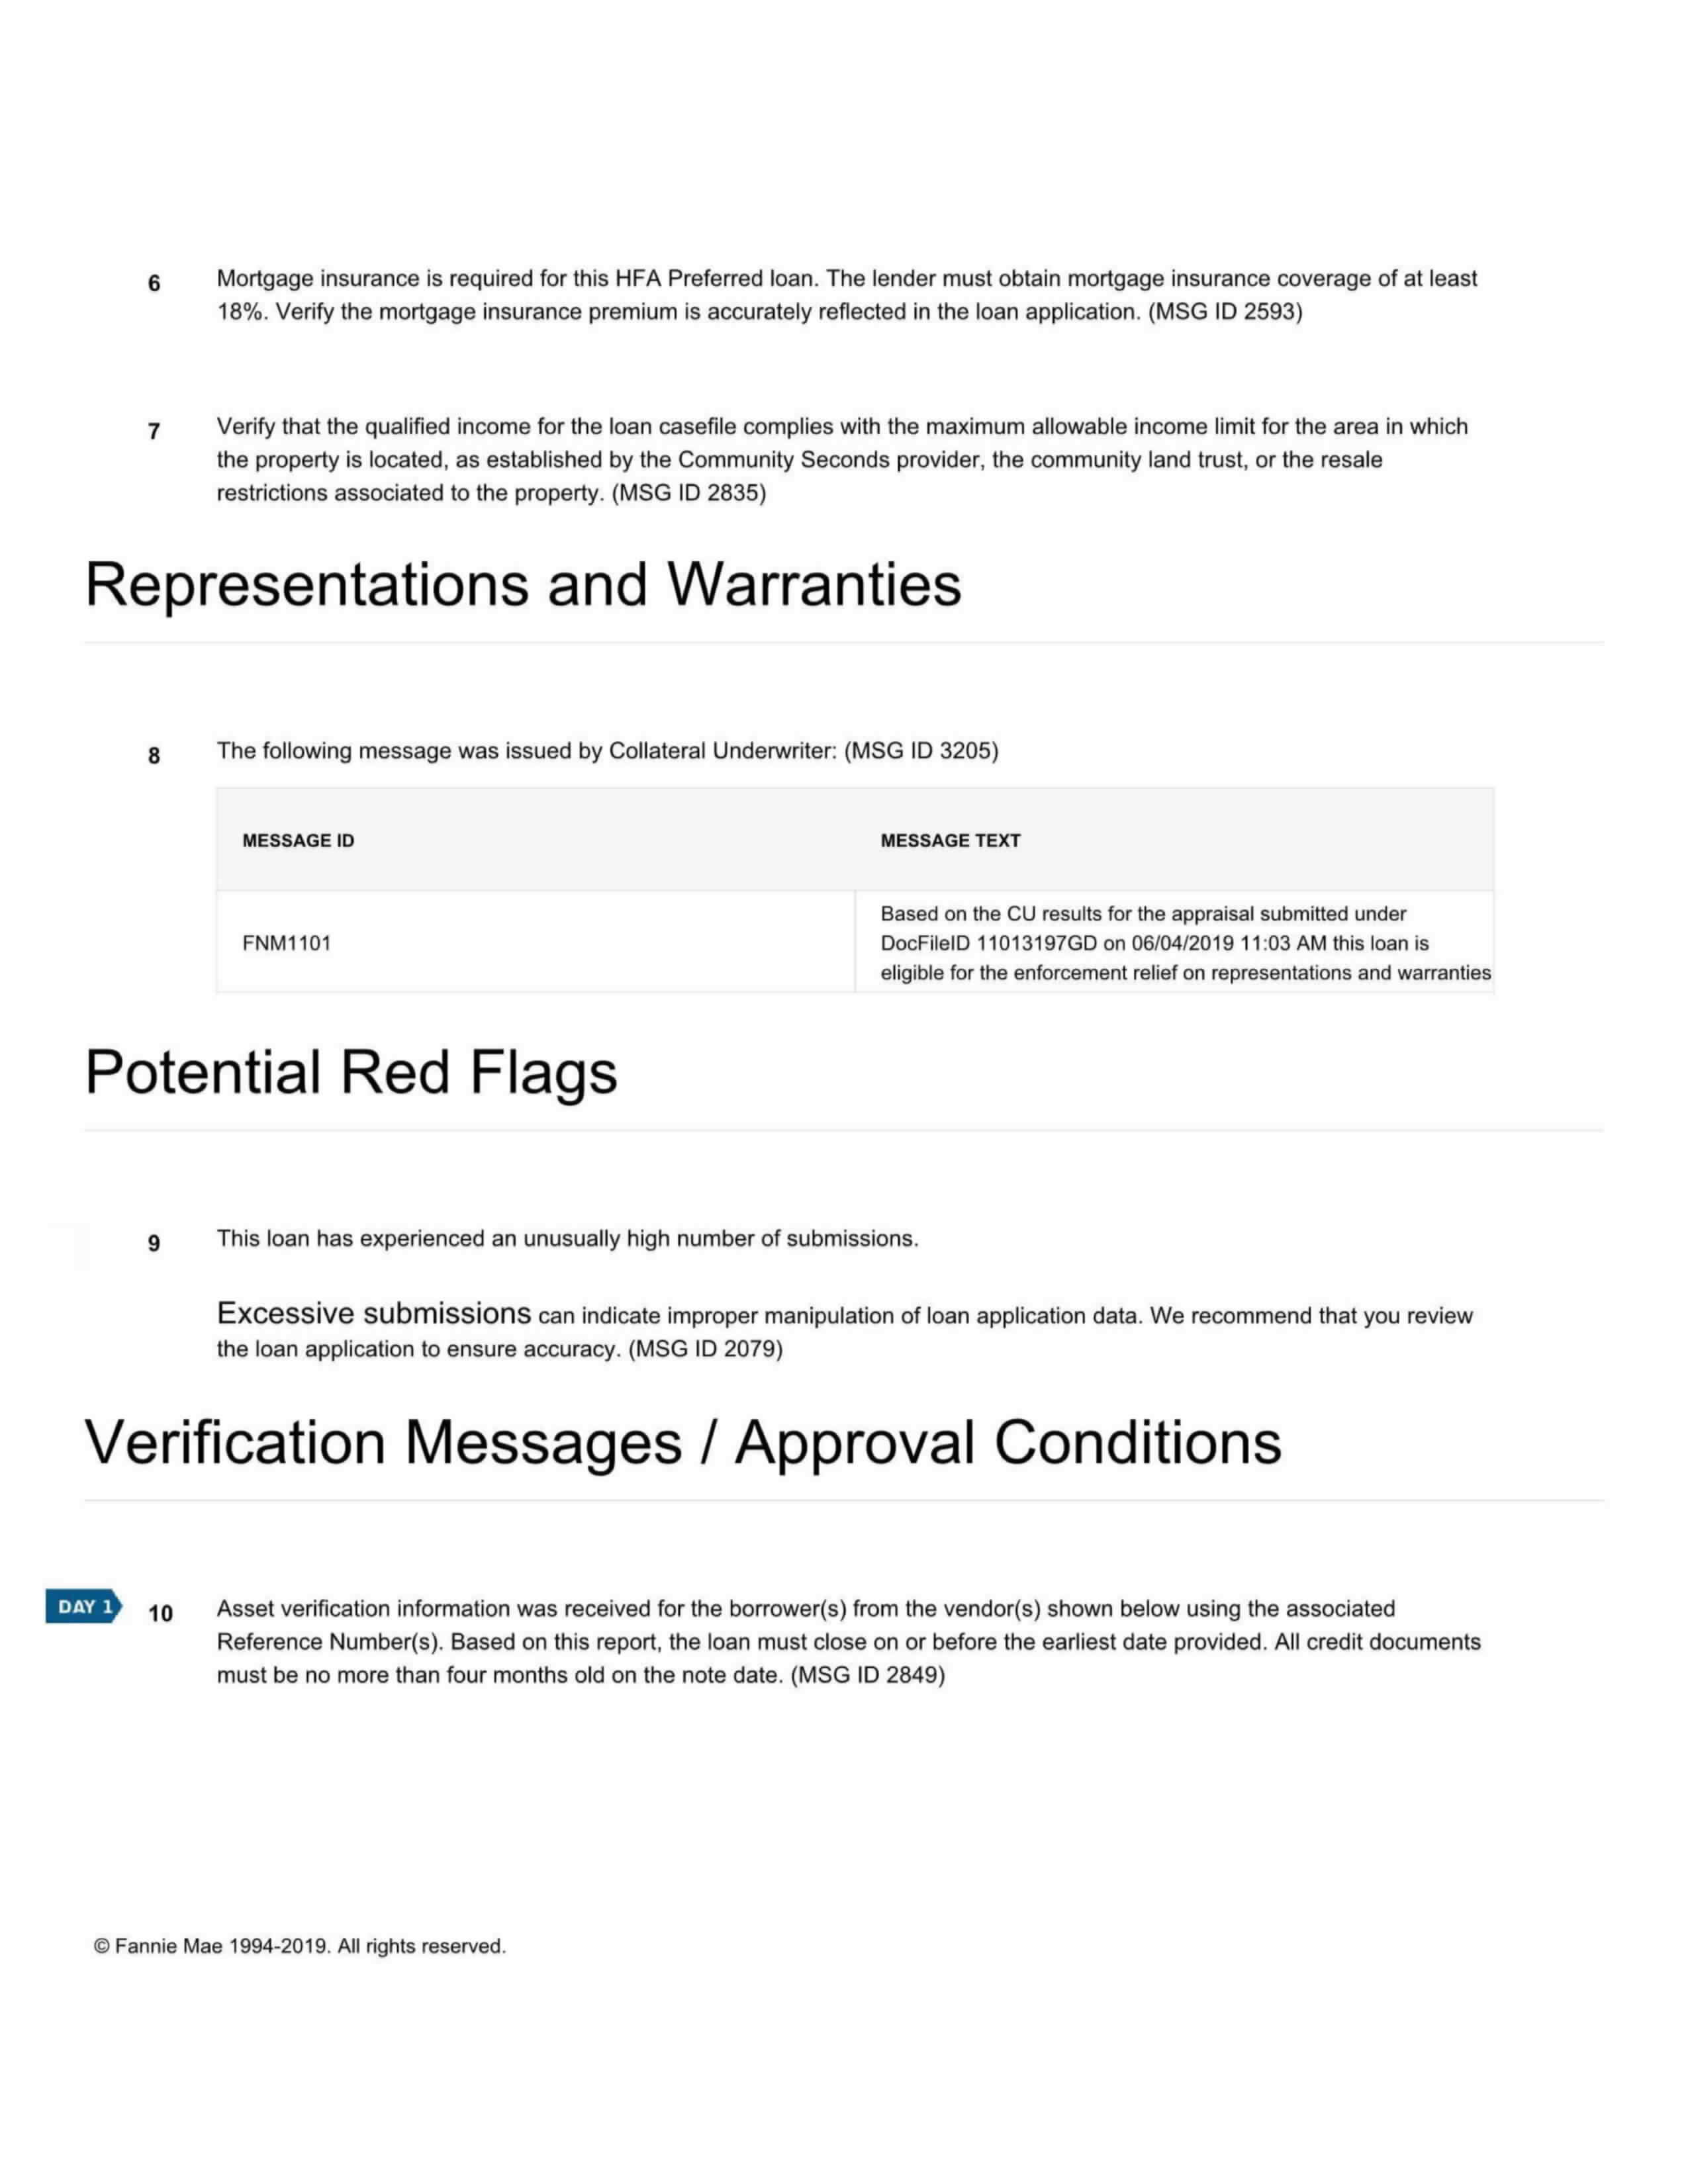 6 Mortgage insurance is required for this HFA Preferred loan. The lender must obtain mortgage insurance coverage of at least
18%. Verify the mortgage insurance premium is accurately reflected in the loan application. (MSG ID 2593)
7 Verify that the qualified income for the loan casefile complies with the maximum allowable income limit for the area in which
the property is located, as established by the Community Seconds provider, the community land trust, or the resale
restrictions associated to the property. (MSG ID 2835)
Representations and Warranties
8 The following message was issued by Collateral Underwriter: (MSG ID 3205)
MESSAGE ID MESSAGE TEXT
Based on the CU results for the appraisal submitted under
FNM1101 DocFileID 11013197GD on 06/04/2019 11:03 AM this loan is
eligible for the enforcement relief on representations and warranties
Potential Red Flags
9 This loan has experienced an unusually high number of submissions.
Excessive submissions can indicate improper manipulation of loan application data. We recommend that you review
the loan application to ensure accuracy. (MSG ID 2079)
Verification Messages / Approval Conditions
DAY 1 10 Asset verification information was received for the borrower(s) from the vendor(s) shown below using the associated
Reference Number(s). Based on this report, the loan must close on or before the earliest date provided. All credit documents
must be no more than four months old on the note date. (MSG ID 2849)
© Fannie Mae 1994-2019. All rights reserved.